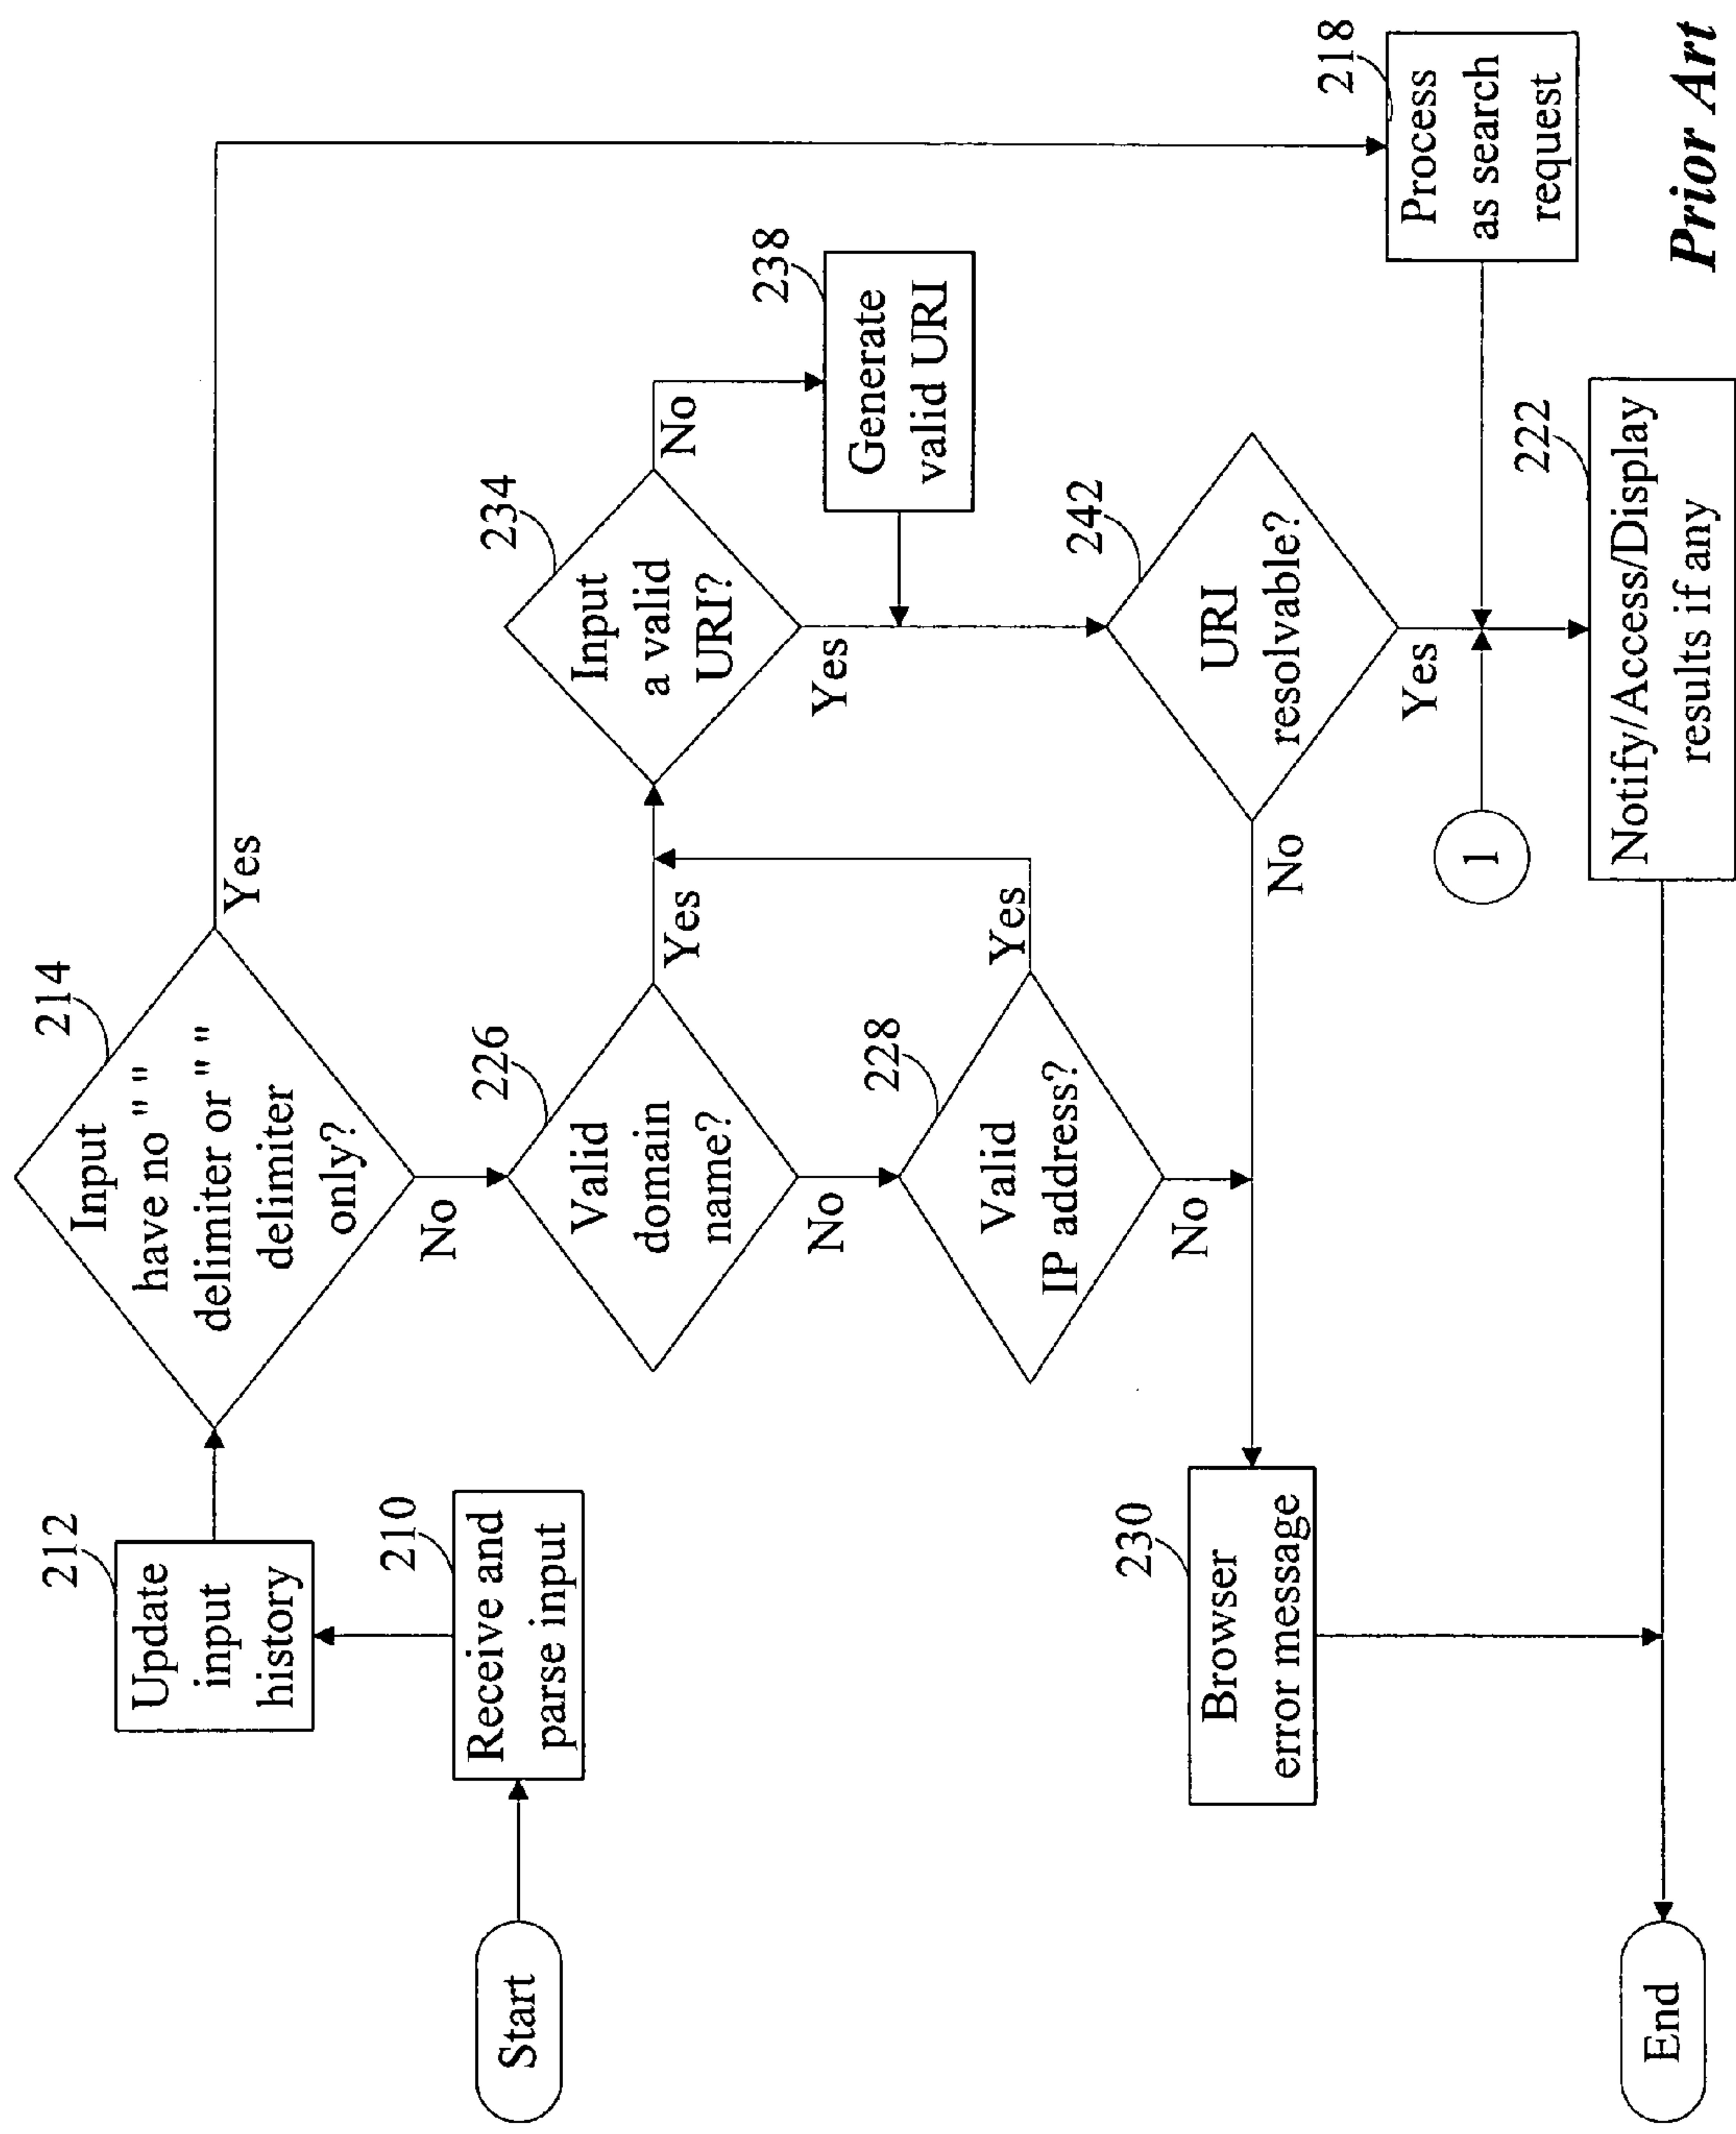 Start
210
Receive and
parse input
212
Update
input
history
214
Input
have no " "
delimiter or " "
delimiter
only?
Yes
No
226
Valid
domain
name?
Yes
No
228
Valid
IP address?
Yes
No
230
Browser
error message
234
Input
a valid
URI?
No
Yes
238
Generate
valid URI
242
URI
resolvable?
No
Yes
1
218
Process
as search
request
222
Notify/Access/Display
results if any
End
Prior Art